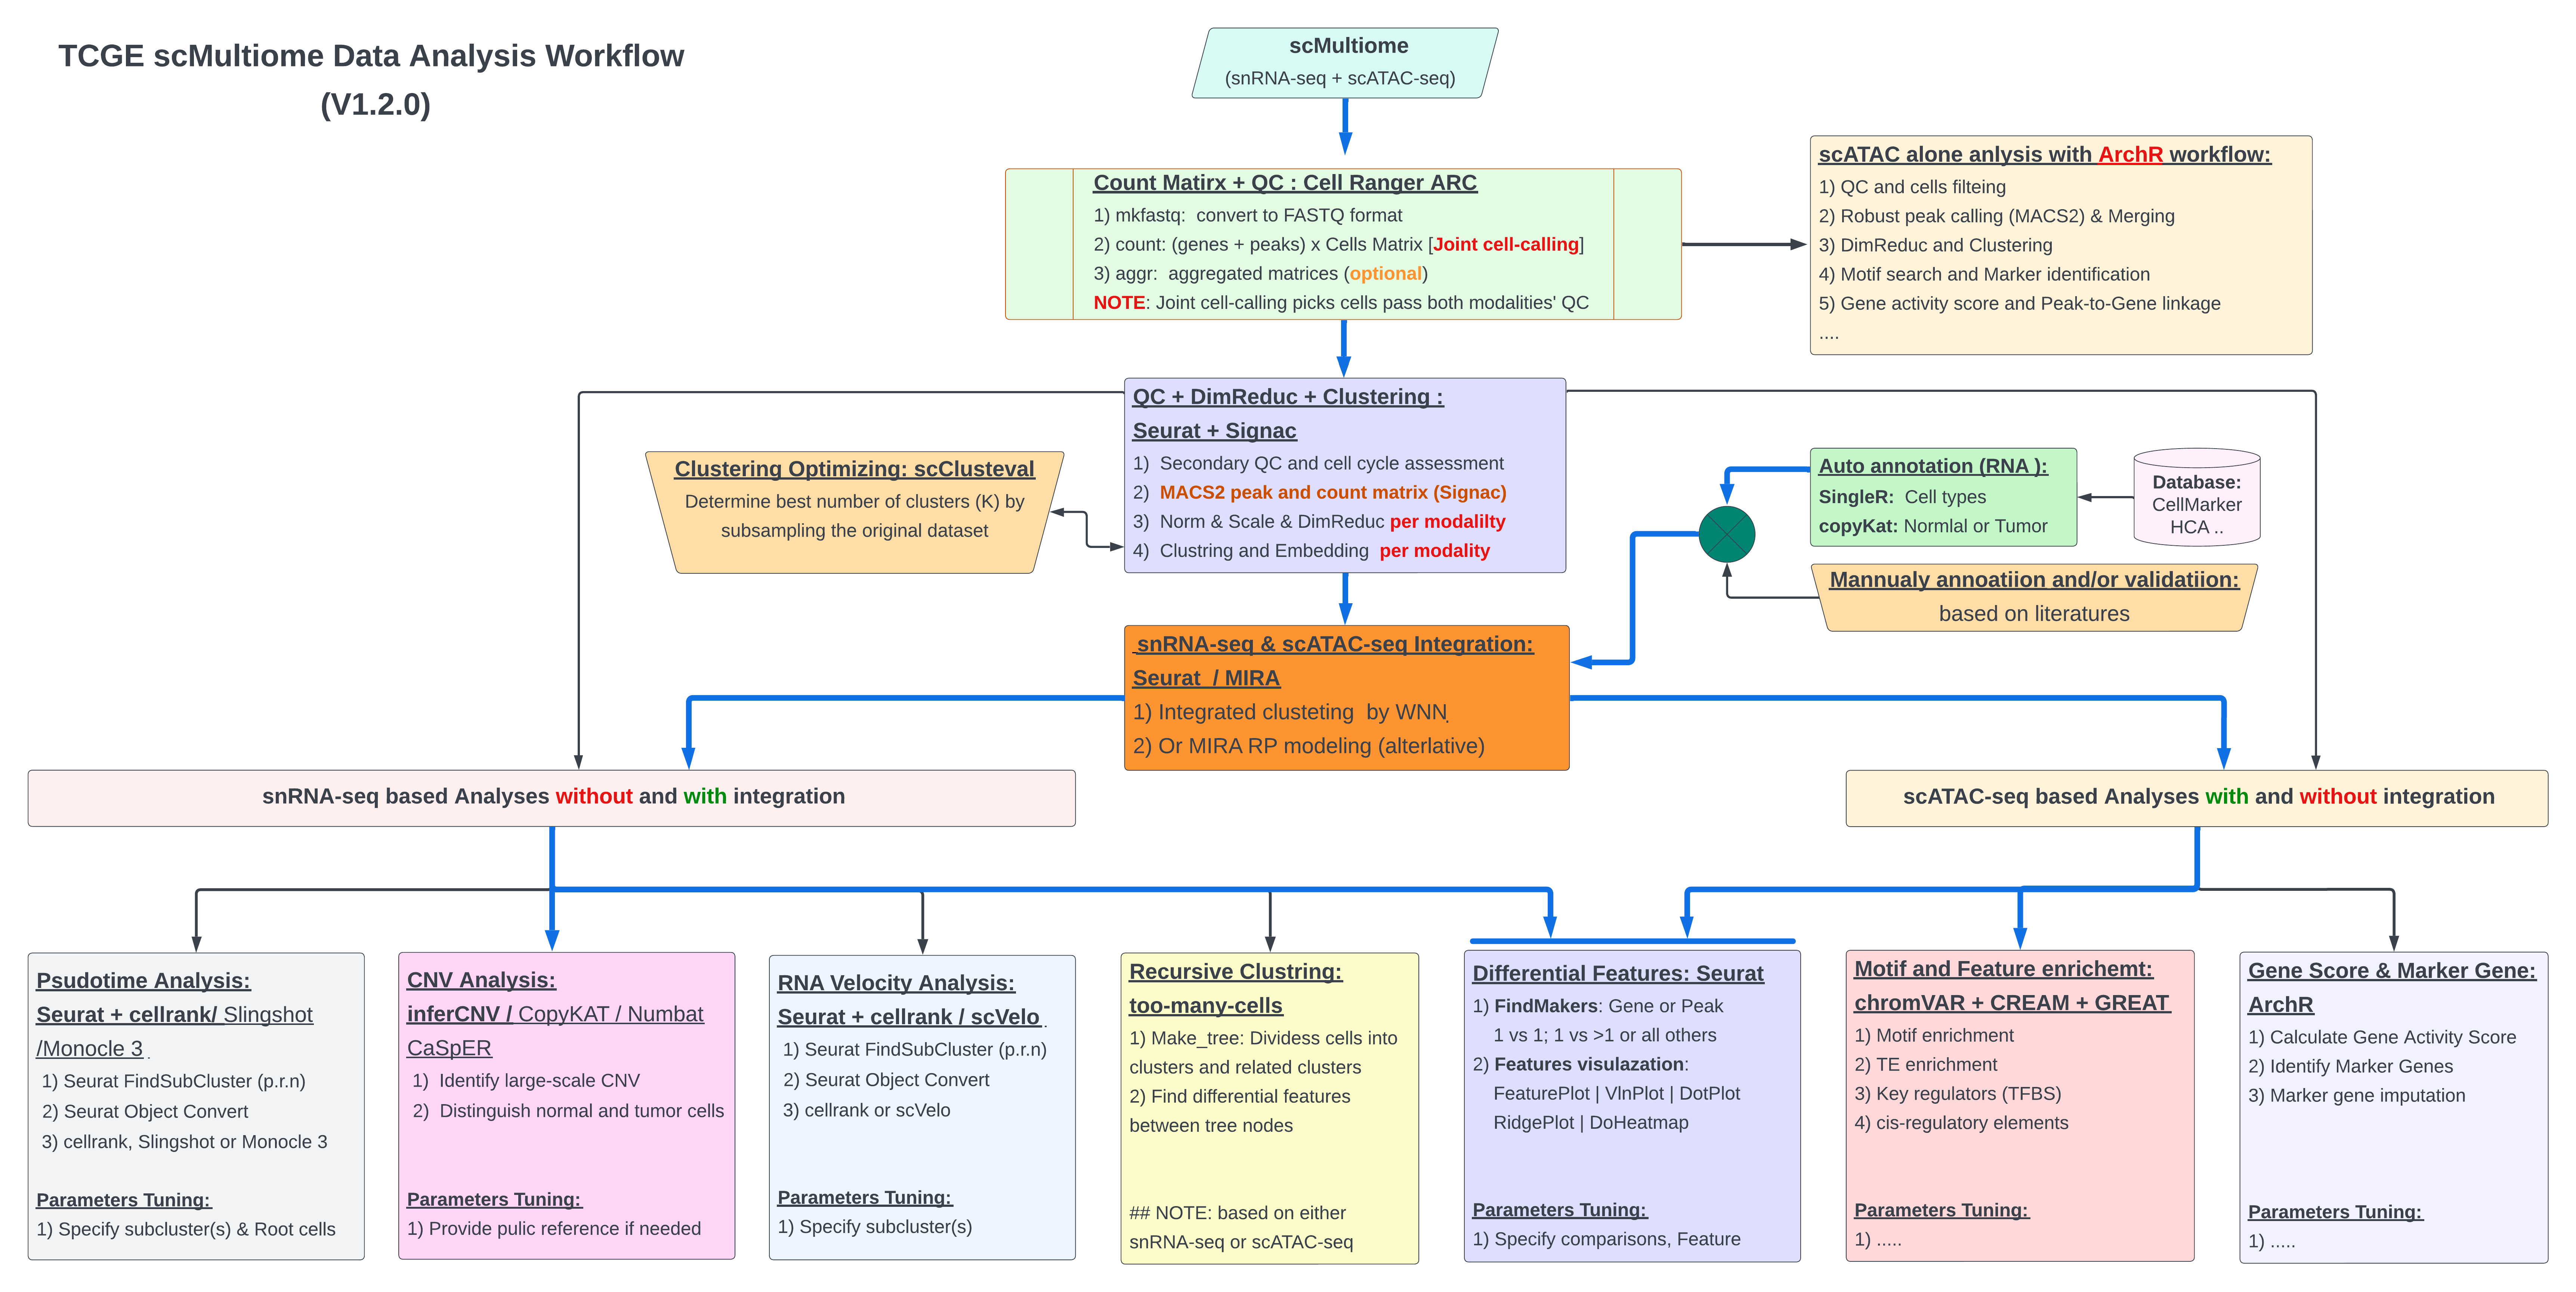 TCGE scMultiome Data Analysis Workflow
(V1.2.0)
scMultiome
(snRNA-seq + scATAC-seq)
Count Matirx + QC : Cell Ranger ARC
1) mkfastq:  convert to FASTQ format
2) count: (genes + peaks) x Cells Matrix [Joint cell-calling]
3) aggr:  aggregated matrices (optional)
NOTE: Joint cell-calling picks cells pass both modalities' QC
scATAC alone anlysis with ArchR workflow:
1) QC and cells filteing
2) Robust peak calling (MACS2) & Merging
3) DimReduc and Clustering
4) Motif search and Marker identification
5) Gene activity score and Peak-to-Gene linkage
....
QC + DimReduc + Clustering :
Seurat + Signac
1)  Secondary QC and cell cycle assessment
2)  MACS2 peak and count matrix (Signac)
3)  Norm & Scale & DimReduc per modalilty
4)  Clustring and Embedding  per modality
Clustering Optimizing: scClusteval
Determine best number of clusters (K) by
subsampling the original dataset
Auto annotation (RNA ):
SingleR:  Cell types
copyKat: Normlal or Tumor
Database:
CellMarker
HCA ..
Mannualy annoatiion and/or validatiion:
based on literatures
snRNA-seq & scATAC-seq Integration:
Seurat  / MIRA
1) Integrated clusteting  by WNN
2) Or MIRA RP modeling (alterlative)
snRNA-seq based Analyses without and with integration
scATAC-seq based Analyses with and without integration
Psudotime Analysis:
Seurat + cellrank/ Slingshot
/Monocle 3
1) Seurat FindSubCluster (p.r.n)
2) Seurat Object Convert
3) cellrank, Slingshot or Monocle 3
Parameters Tuning:
1) Specify subcluster(s) & Root cells
CNV Analysis:
inferCNV / CopyKAT / Numbat
CaSpER
1)  Identify large-scale CNV
2)  Distinguish normal and tumor cells
Parameters Tuning:
1) Provide pulic reference if needed
RNA Velocity Analysis:
Seurat + cellrank / scVelo
1) Seurat FindSubCluster (p.r.n)
2) Seurat Object Convert
3) cellrank or scVelo
Parameters Tuning:
1) Specify subcluster(s)
Recursive Clustring:
too-many-cells
1) Make_tree: Dividess cells into
clusters and related clusters
2) Find differential features
between tree nodes
## NOTE: based on either
snRNA-seq or scATAC-seq
Differential Features: Seurat
1) FindMakers: Gene or Peak
1 vs 1; 1 vs >1 or all others
2) Features visulazation:
FeaturePlot | VlnPlot | DotPlot
RidgePlot | DoHeatmap
Parameters Tuning:
1) Specify comparisons, Feature
Motif and Feature enrichemt:
chromVAR + CREAM + GREAT
1) Motif enrichment
2) TE enrichment
3) Key regulators (TFBS)
4) cis-regulatory elements
Parameters Tuning:
1) .....
Gene Score & Marker Gene:
ArchR
1) Calculate Gene Activity Score
2) Identify Marker Genes
3) Marker gene imputation
Parameters Tuning:
1) .....